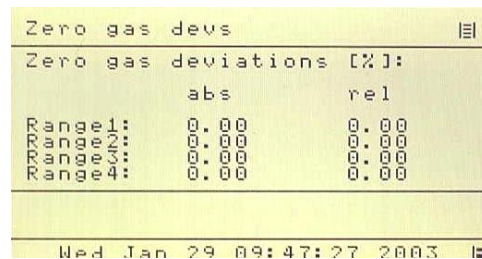 Zero gas devs
Zero gas deviations [%]:
abs rel
Range1: 0.00 0.00
Range2: 0.00 0.00
Range3: 0.00 0.00
Range4: 0.00 0.00
Wed Jan 29 09:47:27 2003